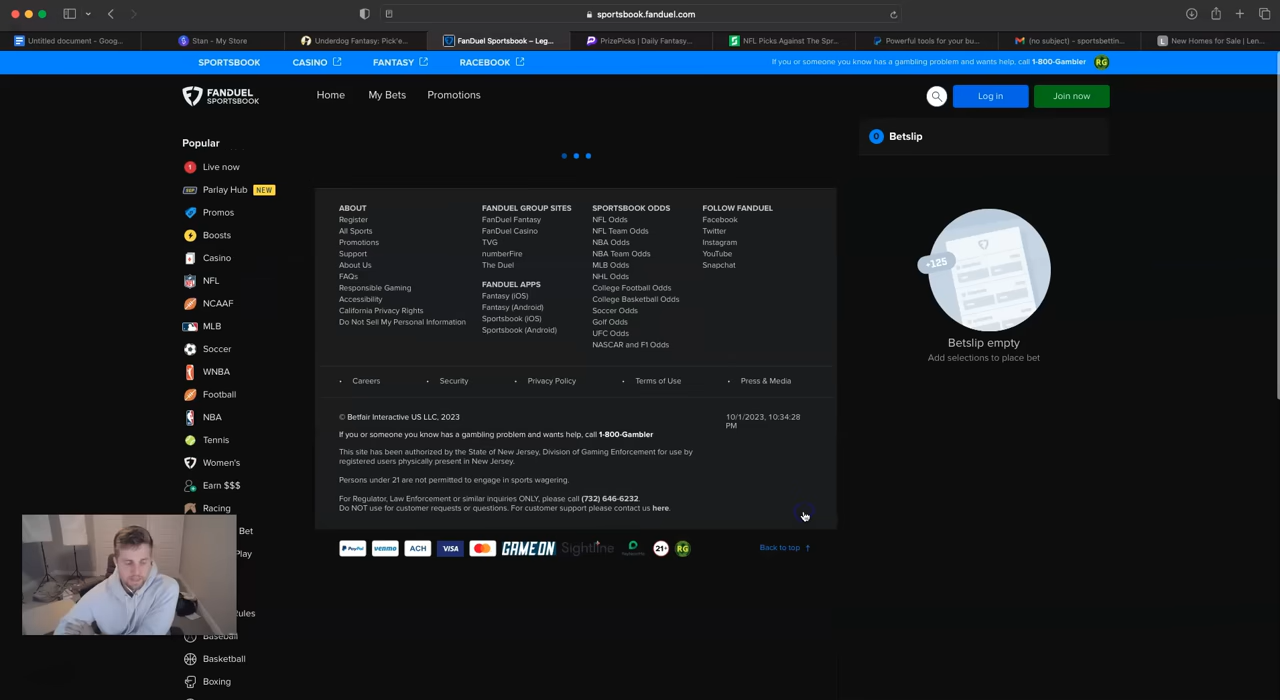 sportsbook.fanduel.com
Untitled document - Goog...
Stan - My Store
Underdog Fantasy: Pick'e...
FanDuel Sportsbook – Leg...
PrizePicks | Daily Fantasy...
NFL Picks Against The Spr...
Powerful tools for your bu...
(no subject) – sportsbettin...
New Homes for Sale | Len...
SPORTSBOOK
CASINO
FANTASY
RACEBOOK
If you or someone you know has a gambling problem and wants help, call 1-800-Gambler
RG
FANDUEL
SPORTSBOOK
Home
My Bets
Promotions
Log in
Join now
Popular
1 Live now
Parlay Hub NEW
Promos
Boosts
Casino
NFL
NCAAF
MLB
Soccer
WNBA
Football
NBA
Tennis
Women's
Earn $$$
Racing
Bet
Play
Rules
Baseball
Basketball
Boxing
ABOUT
Register
All Sports
Promotions
Support
About Us
FAQs
Responsible Gaming
Accessibility
California Privacy Rights
Do Not Sell My Personal Information
FANDUEL GROUP SITES
FanDuel Fantasy
FanDuel Casino
TVG
numberFire
The Duel
FANDUEL APPS
Fantasy (iOS)
Fantasy (Android)
Sportsbook (iOS)
Sportsbook (Android)
SPORTSBOOK ODDS
NFL Odds
NFL Team Odds
NBA Odds
NBA Team Odds
MLB Odds
NHL Odds
College Football Odds
College Basketball Odds
Soccer Odds
Golf Odds
UFC Odds
NASCAR and F1 Odds
FOLLOW FANDUEL
Facebook
Twitter
Instagram
YouTube
Snapchat
• Careers
• Security
• Privacy Policy
• Terms of Use
• Press & Media
© Betfair Interactive US LLC, 2023
10/1/2023, 10:34:28
PM
If you or someone you know has a gambling problem and wants help, call 1-800-Gambler
This site has been authorized by the State of New Jersey, Division of Gaming Enforcement for use by
registered users physically present in New Jersey.
Persons under 21 are not permitted to engage in sports wagering.
For Regulator, Law Enforcement or similar inquiries ONLY, please call (732) 646-6232.
Do NOT use for customer requests or questions. For customer support please contact us here.
PayPal
venmo
ACH
VISA
GAMEON
Sightline
21+
RG
Back to top ↑
0 Betslip
+125
Betslip empty
Add selections to place bet